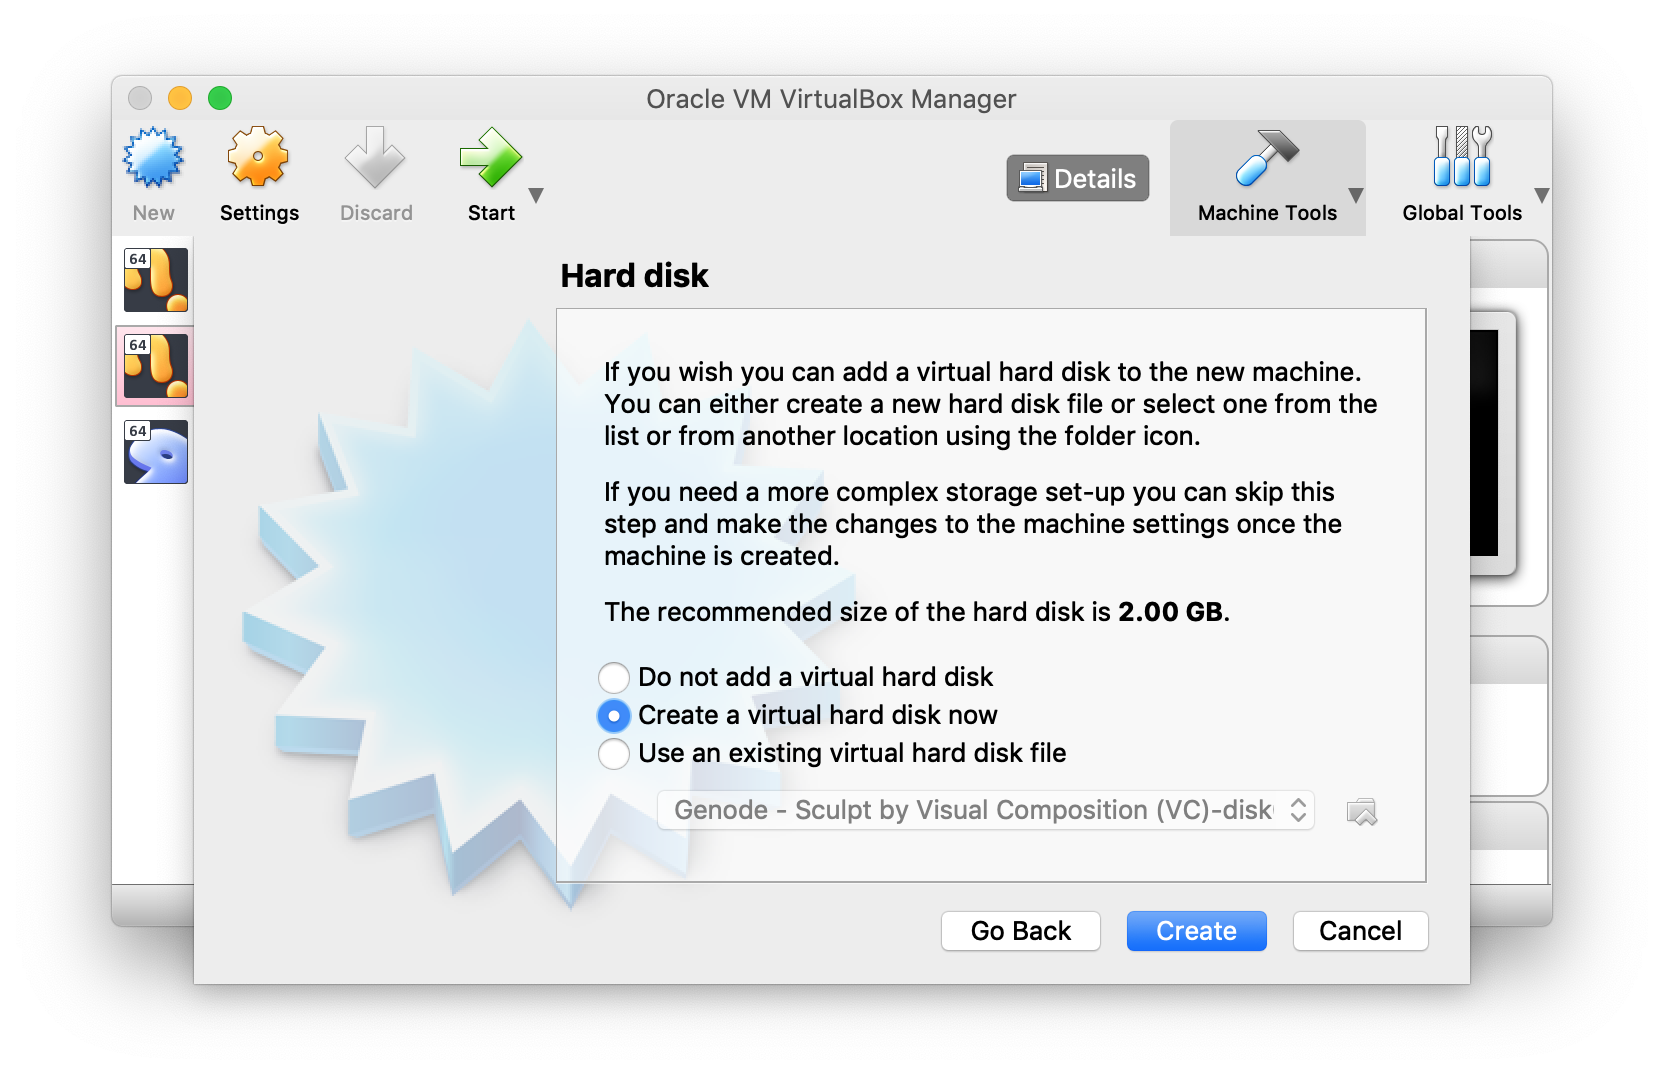 Oracle VM VirtualBox Manager
New
Settings
Discard
Start
Details
Machine Tools
Global Tools
64
64
64
Hard disk
If you wish you can add a virtual hard disk to the new machine.
You can either create a new hard disk file or select one from the
list or from another location using the folder icon.
If you need a more complex storage set-up you can skip this
step and make the changes to the machine settings once the
machine is created.
The recommended size of the hard disk is 2.00 GB.
Do not add a virtual hard disk
Create a virtual hard disk now
Use an existing virtual hard disk file
Genode - Sculpt by Visual Composition (VC)-disk
Go Back
Create
Cancel